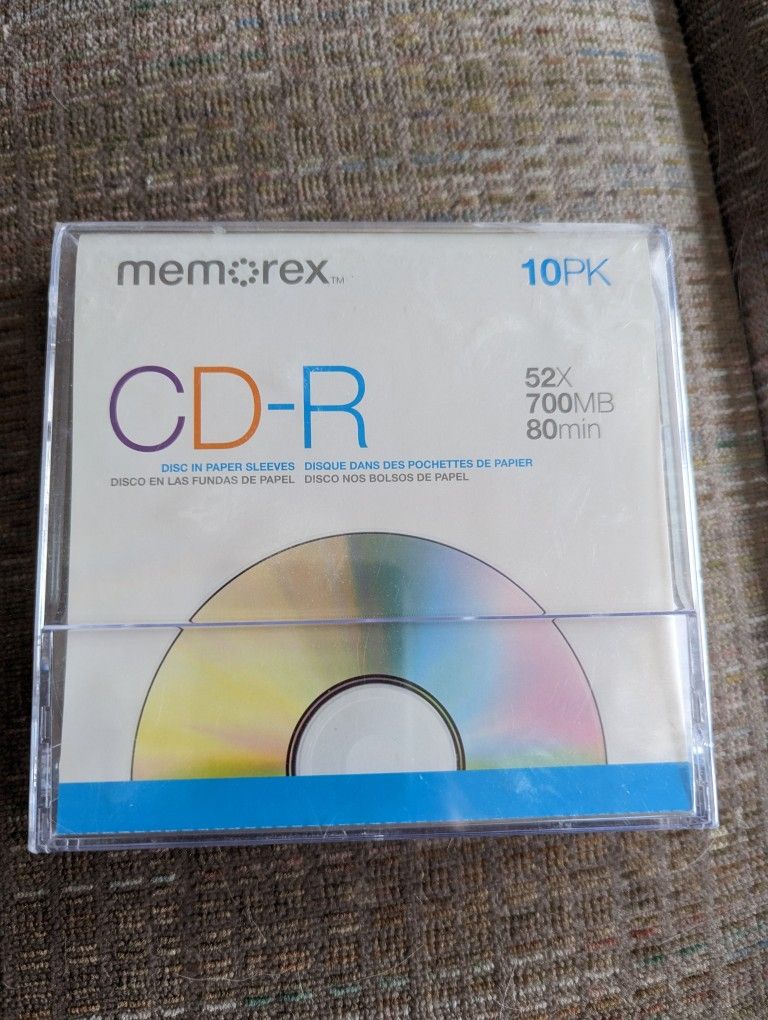 memorex™ 10PK
CD-R
52X
700MB
80min
DISC IN PAPER SLEEVES DISQUE DANS DES POCHETTES DE PAPIER
DISCO EN LAS FUNDAS DE PAPEL DISCO NOS BOLSOS DE PAPEL